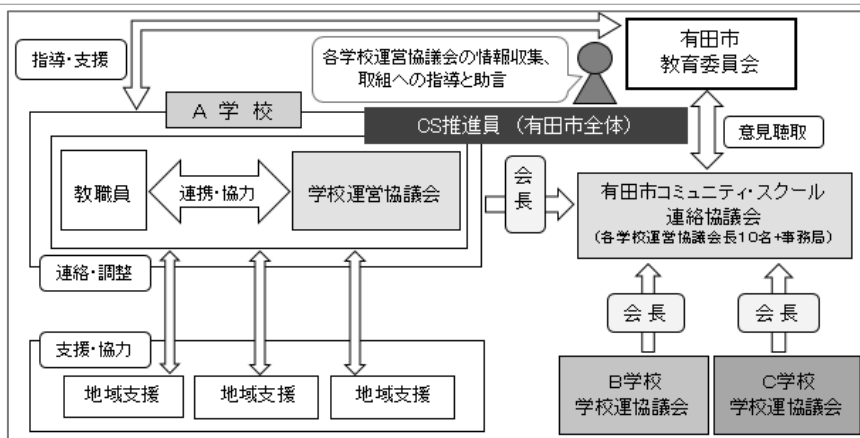 指導・支援
各学校運営協議会の情報収集、
取組への指導と助言
有田市
教育委員会
A 学 校
CS推進員 （有田市全体）
意見聴取
教職員
連携・協力
学校運営協議会
会
長
有田市コミュニティ・スクール
連絡協議会
（各学校運営協議会長10名+事務局）
連絡・調整
会 長
会 長
支援・協力
地域支援
地域支援
地域支援
B学校
学校運協議会
C学校
学校運協議会